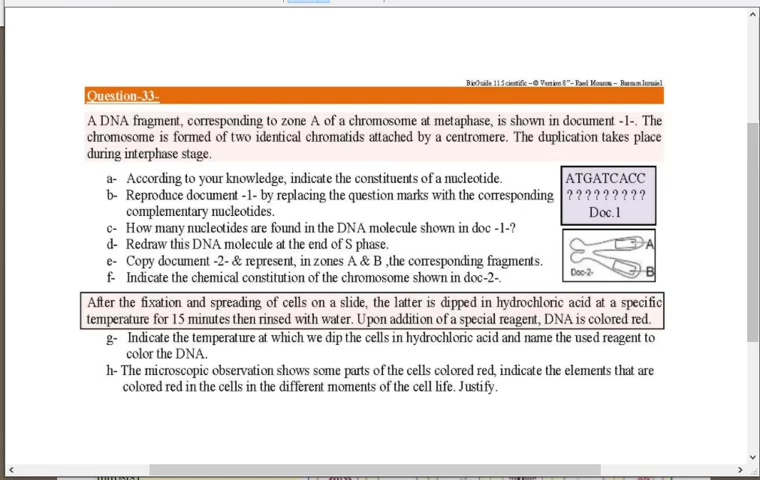 BioGuide 11 Scientific –© Version 8" – Raef Mouazen – Bassam Ismaiel
Question-33-
A DNA fragment, corresponding to zone A of a chromosome at metaphase, is shown in document -1-. The
chromosome is formed of two identical chromatids attached by a centromere. The duplication takes place
during interphase stage.
a- According to your knowledge, indicate the constituents of a nucleotide.
b- Reproduce document -1- by replacing the question marks with the corresponding
complementary nucleotides.
c- How many nucleotides are found in the DNA molecule shown in doc -1-?
d- Redraw this DNA molecule at the end of S phase.
e- Copy document -2- & represent, in zones A & B ,the corresponding fragments.
f- Indicate the chemical constitution of the chromosome shown in doc-2-.
ATGATCACC
?????????
Doc.1
A
Doc-2-
B
After the fixation and spreading of cells on a slide, the latter is dipped in hydrochloric acid at a specific
temperature for 15 minutes then rinsed with water. Upon addition of a special reagent, DNA is colored red.
g- Indicate the temperature at which we dip the cells in hydrochloric acid and name the used reagent to
color the DNA.
h- The microscopic observation shows some parts of the cells colored red, indicate the elements that are
colored red in the cells in the different moments of the cell life. Justify.